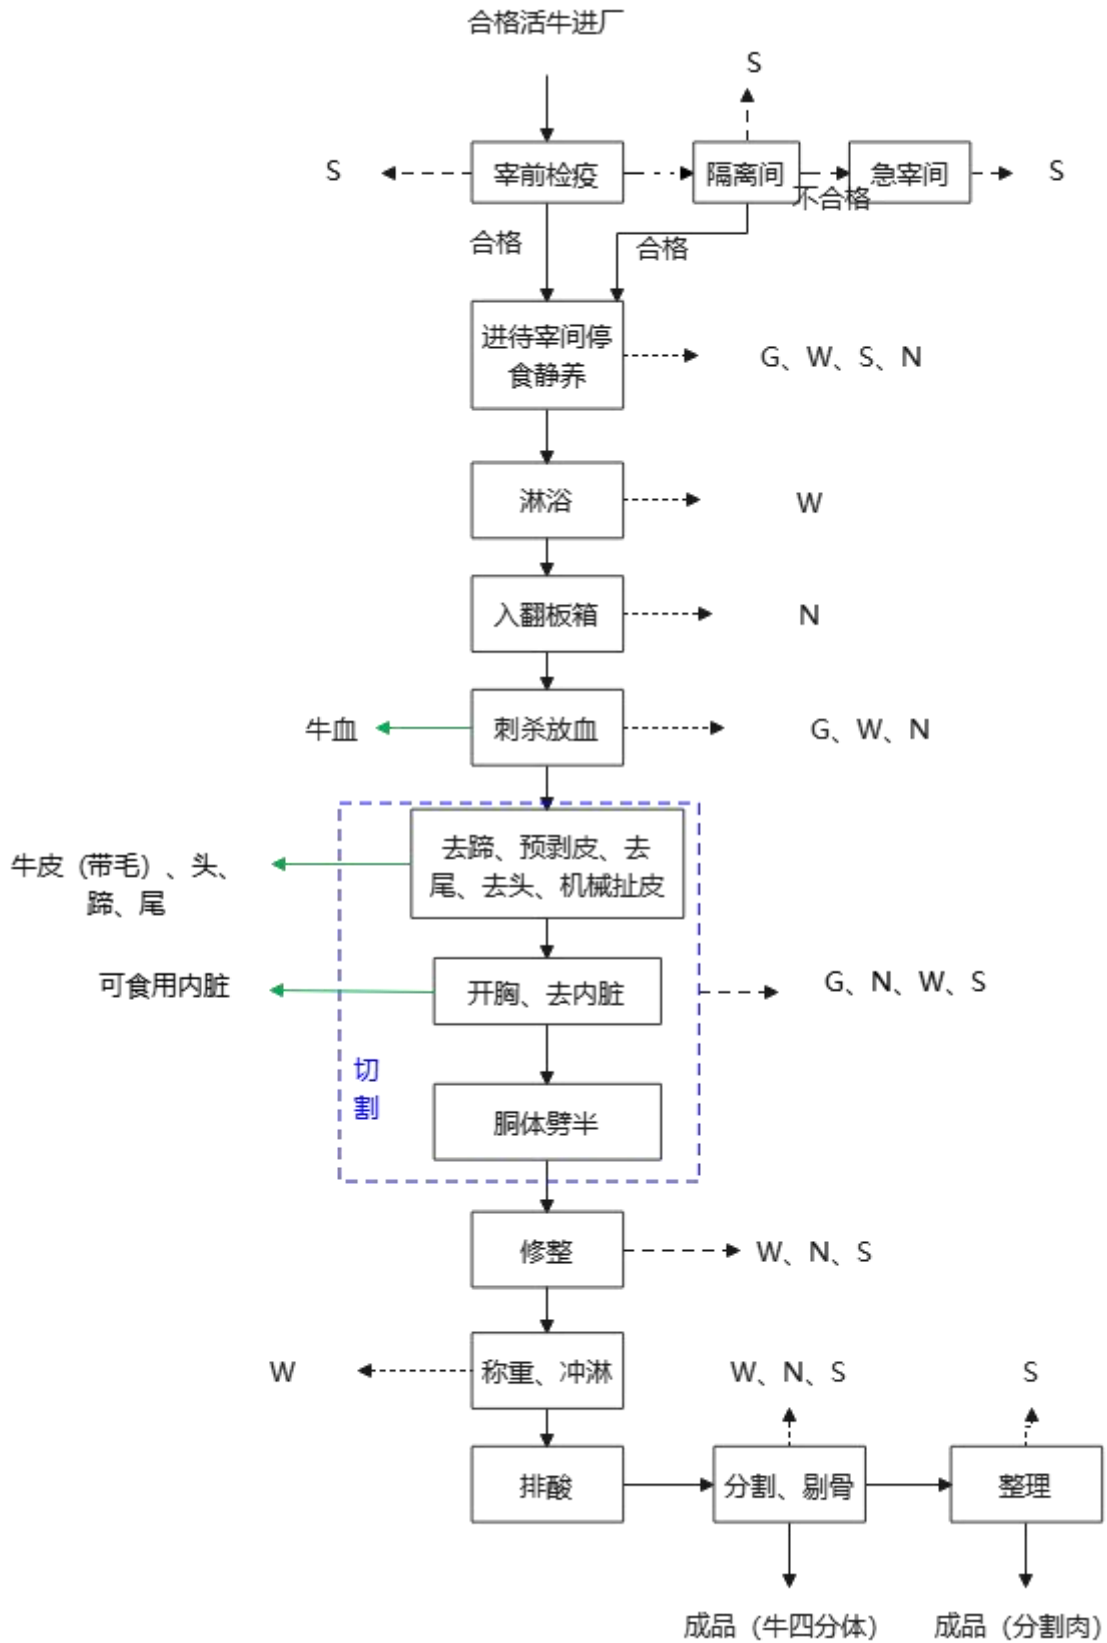 合格活牛进厂
S
S
宰前检疫
隔离间
急宰间
S
不合格
合格
合格
进待宰间停
食静养
G、W、S、N
淋浴
W
入翻板箱
N
牛血
刺杀放血
G、W、N
牛皮（带毛）、头、
蹄、尾
去蹄、预剥皮、去
尾、去头、机械扯皮
可食用内脏
开胸、去内脏
G、N、W、S
切
割
胴体劈半
修整
W、N、S
W
称重、冲淋
W、N、S
S
排酸
分割、剔骨
整理
成品（牛四分体）
成品（分割肉）